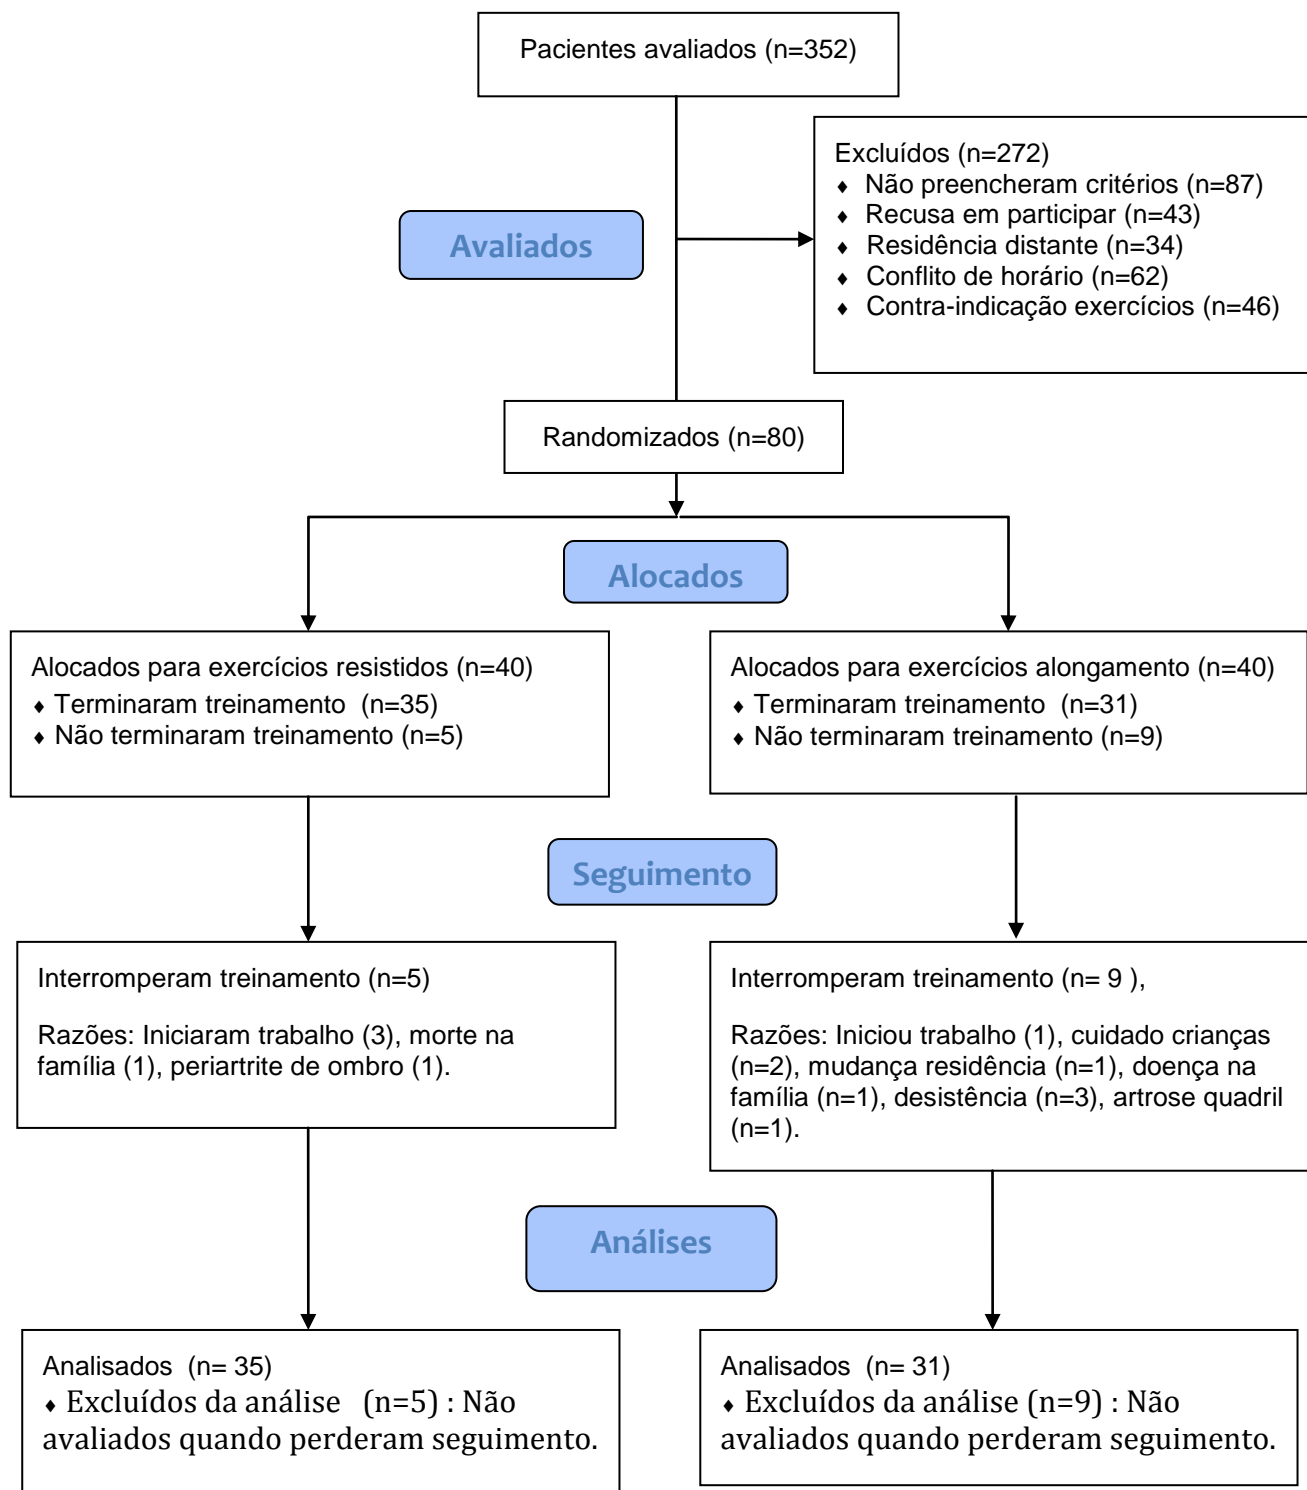 Pacientes avaliados (n=352)
Excluídos (n=272)
♦ Não preencheram critérios (n=87)
♦ Recusa em participar (n=43)
♦ Residência distante (n=34)
♦ Conflito de horário (n=62)
♦ Contra-indicação exercícios (n=46)
Avaliados
Randomizados (n=80)
Alocados
Alocados para exercícios resistidos (n=40)
♦ Terminaram treinamento (n=35)
♦ Não terminaram treinamento (n=5)
Alocados para exercícios alongamento (n=40)
♦ Terminaram treinamento (n=31)
♦ Não terminaram treinamento (n=9)
Seguimento
Interromperam treinamento (n=5)
Razões: Iniciaram trabalho (3), morte na
família (1), periartrite de ombro (1).
Interromperam treinamento (n= 9 ),
Razões: Iniciou trabalho (1), cuidado crianças
(n=2), mudança residência (n=1), doença na
família (n=1), desistência (n=3), artrose quadril
(n=1).
Análises
Analisados (n= 35)
♦ Excluídos da análise (n=5) : Não
avaliados quando perderam seguimento.
Analisados (n= 31)
♦ Excluídos da análise (n=9) : Não
avaliados quando perderam seguimento.